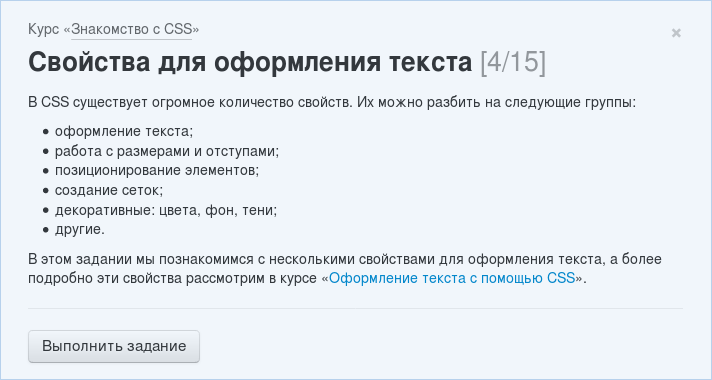 Курс «Знакомство с CSS»
×
Свойства для оформления текста [4/15]
В CSS существует огромное количество свойств. Их можно разбить на следующие группы:
• оформление текста;
• работа с размерами и отступами;
• позиционирование элементов;
• создание сеток;
• декоративные: цвета, фон, тени;
• другие.
В этом задании мы познакомимся с несколькими свойствами для оформления текста, а более
подробно эти свойства рассмотрим в курсе «Оформление текста с помощью CSS».
Выполнить задание